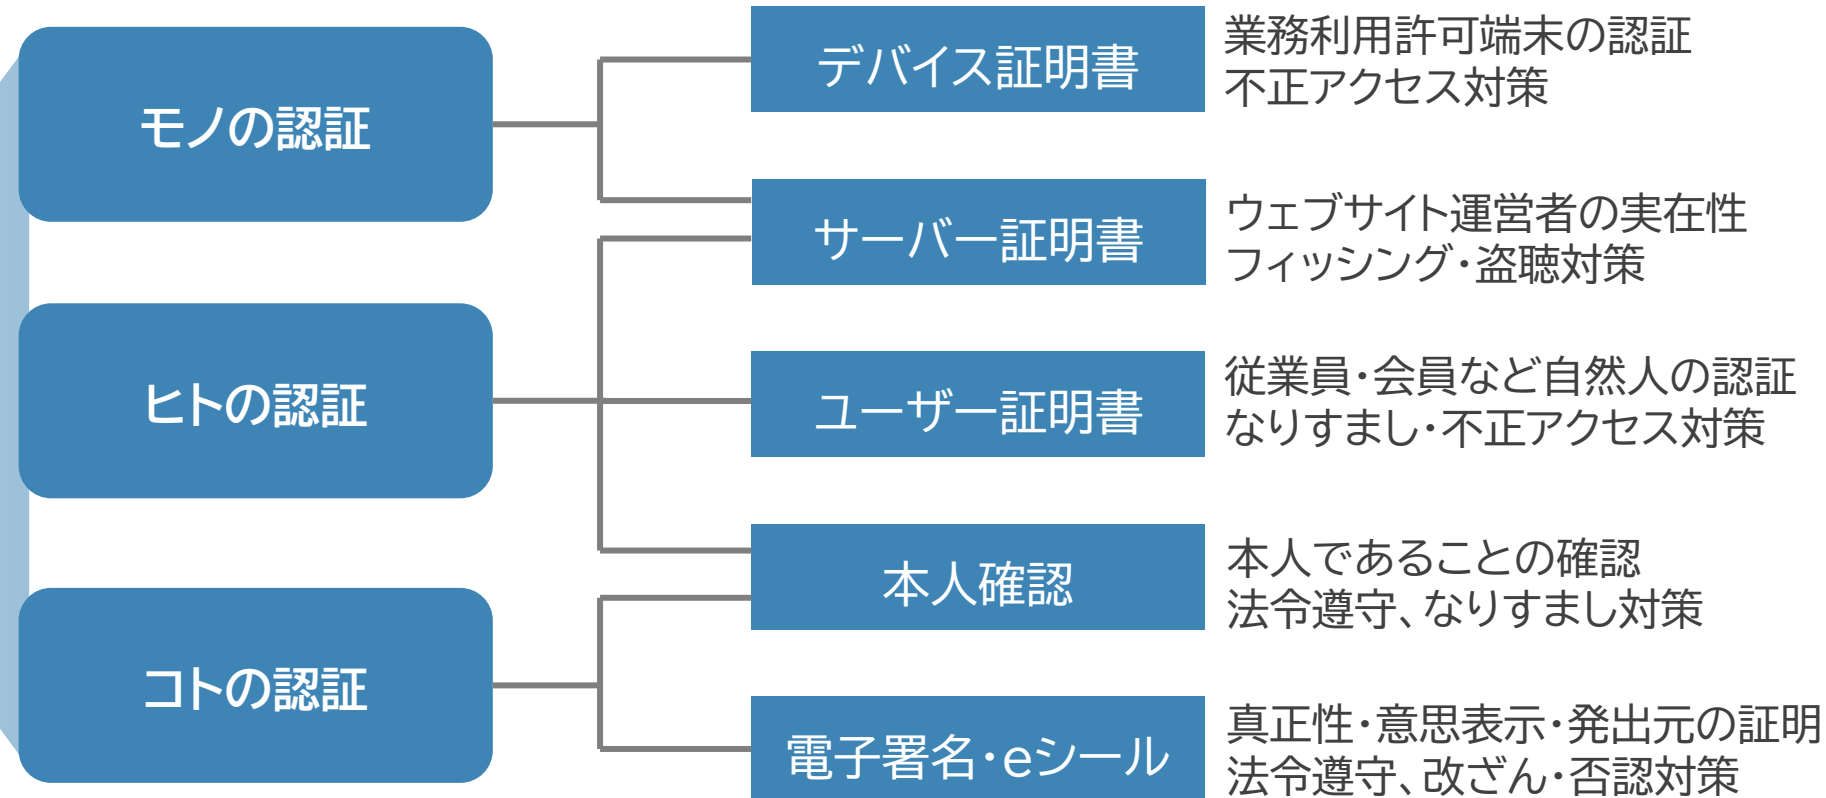 モノの認証
デバイス証明書
業務利用許可端末の認証
不正アクセス対策
サーバー証明書
ウェブサイト運営者の実在性
フィッシング・盗聴対策
ヒトの認証
ユーザー証明書
従業員・会員など自然人の認証
なりすまし・不正アクセス対策
本人確認
本人であることの確認
法令遵守、なりすまし対策
コトの認証
電子署名・eシール
真正性・意思表示・発出元の証明
法令遵守、改ざん・否認対策